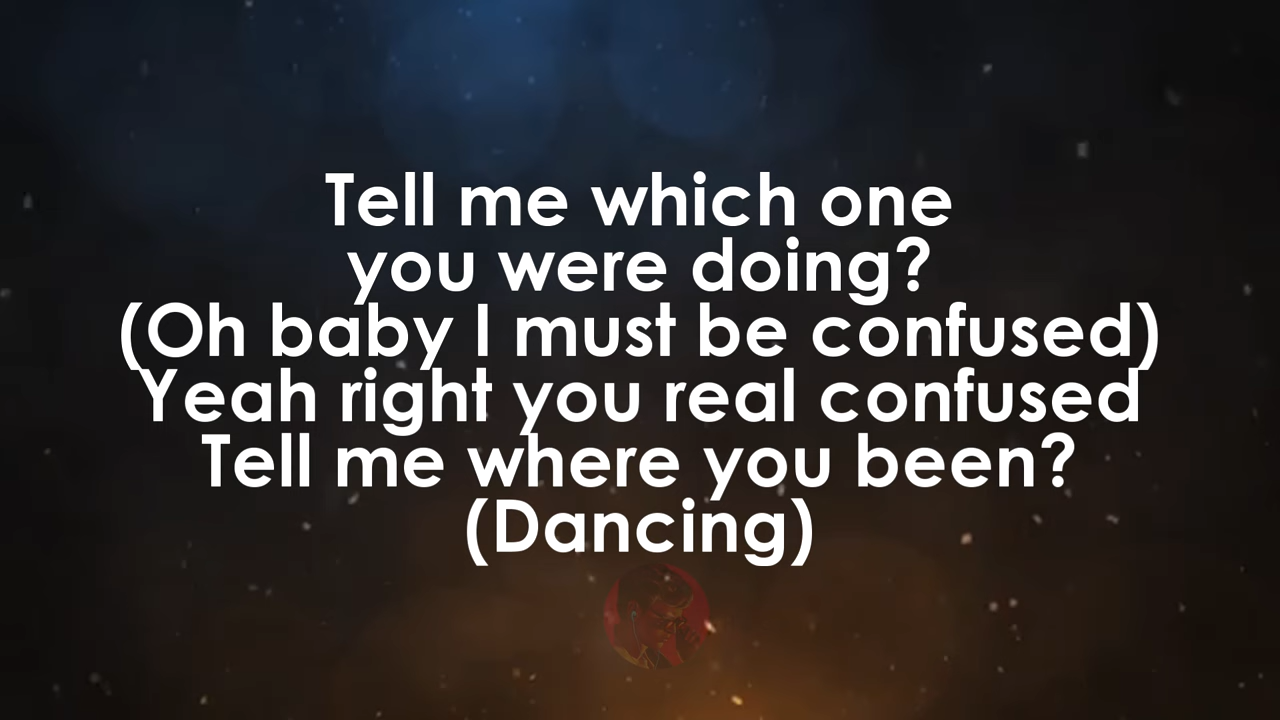 Tell me which one
you were doing?
(Oh baby I must be confused)
Yeah right you real confused
Tell me where you been?
(Dancing)